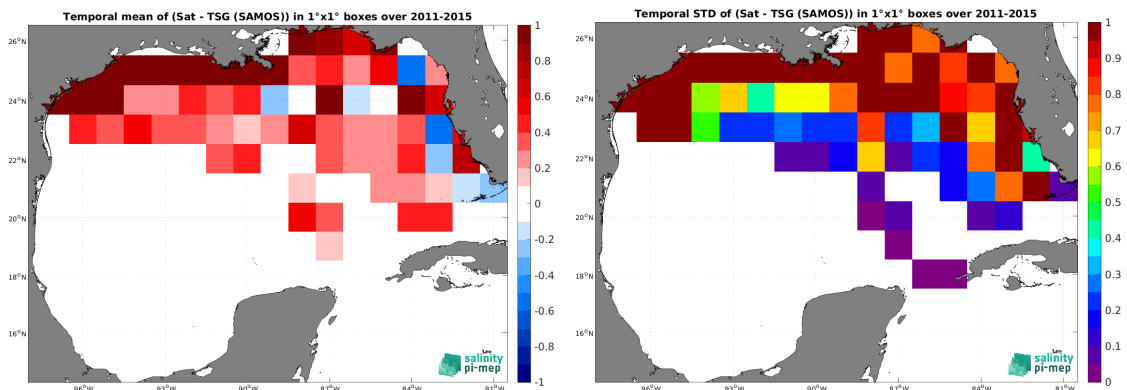 Temporal mean of (Sat - TSG (SAMOS)) in 1°x1° boxes over 2011-2015
26°N
24°N
22°N
20°N
18°N
16°N
96°W
93°W
90°W
87°W
84°W
81°W
1
0.8
0.6
0.4
0.2
0
-0.2
-0.4
-0.6
-0.8
-1
salinity
pi-mep
Temporal STD of (Sat - TSG (SAMOS)) in 1°x1° boxes over 2011-2015
26°N
24°N
22°N
20°N
18°N
16°N
96°W
93°W
90°W
87°W
84°W
81°W
1
0.9
0.8
0.7
0.6
0.5
0.4
0.3
0.2
0.1
0
salinity
pi-mep